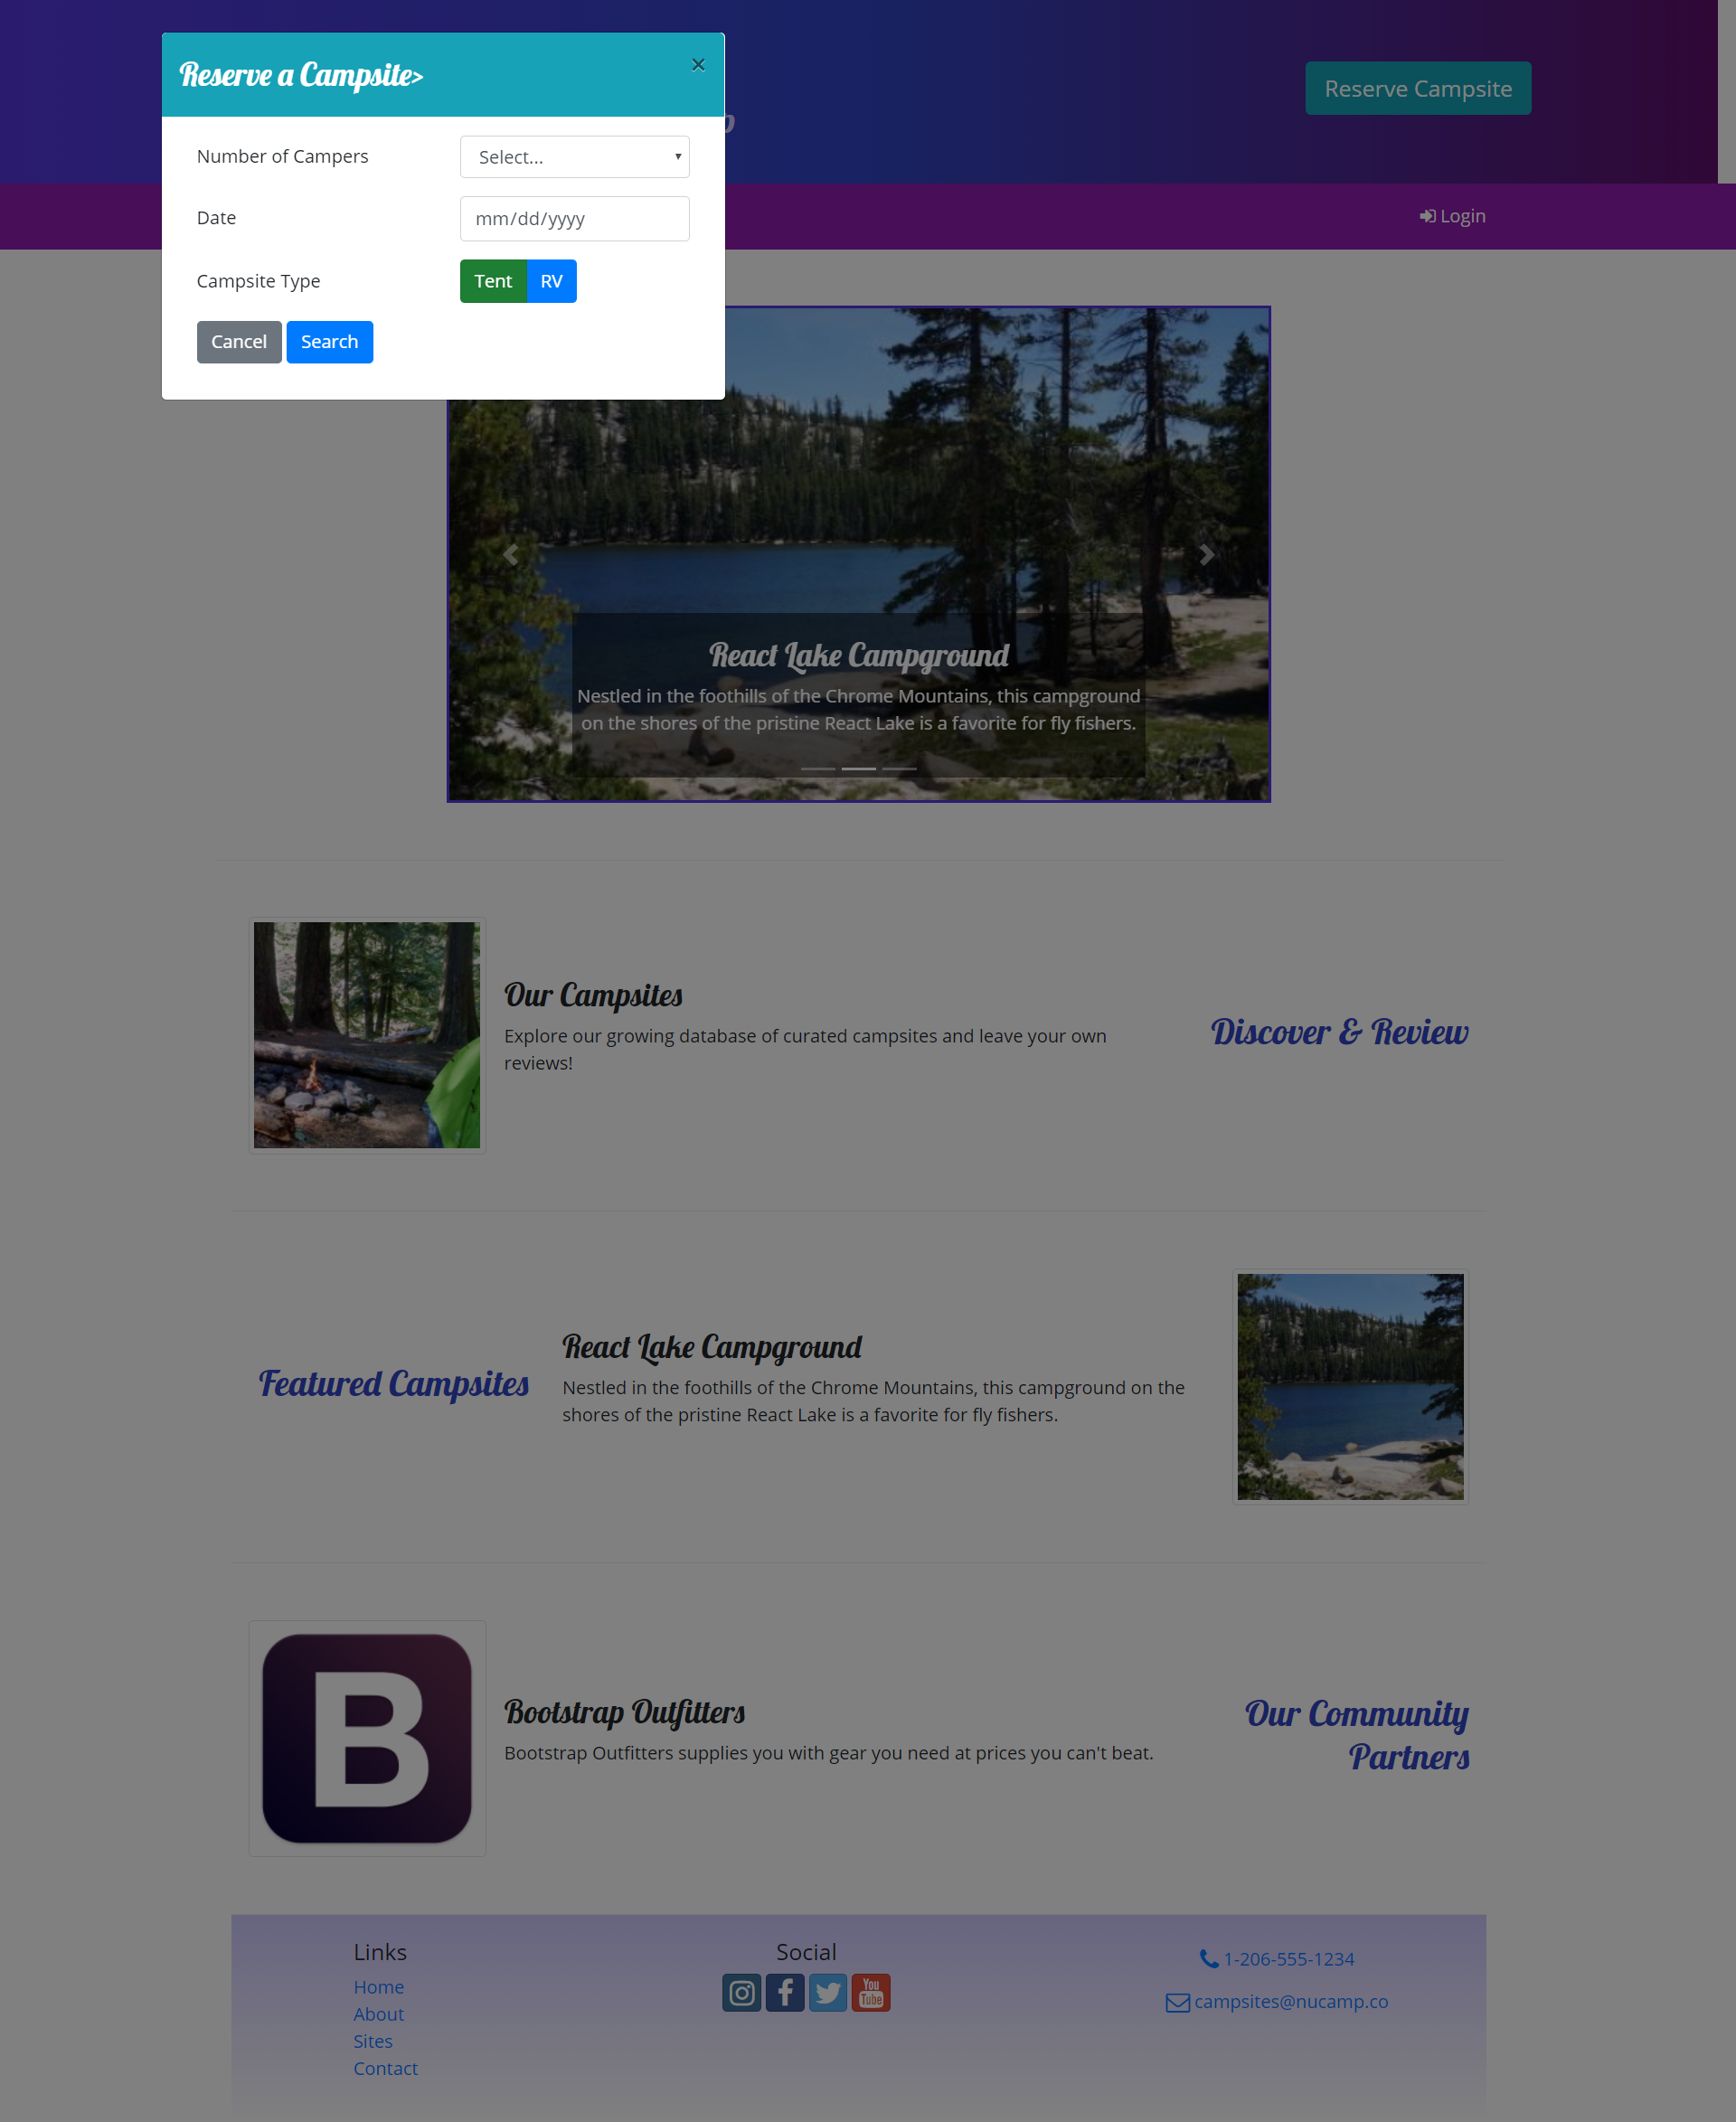 Reserve a Campsite>
×
Reserve Campsite
Number of Campers
Select...
Date
mm/dd/yyyy
Login
Campsite Type
Tent
RV
Cancel
Search
React Lake Campground
Nestled in the foothills of the Chrome Mountains, this campground
on the shores of the pristine React Lake is a favorite for fly fishers.
Our Campsites
Explore our growing database of curated campsites and leave your own
reviews!
Discover & Review
Featured Campsites
React Lake Campground
Nestled in the foothills of the Chrome Mountains, this campground on the
shores of the pristine React Lake is a favorite for fly fishers.
B
Bootstrap Outfitters
Bootstrap Outfitters supplies you with gear you need at prices you can't beat.
Our Community
Partners
Links
Home
About
Sites
Contact
Social
You
Tube
1-206-555-1234
campsites@nucamp.co